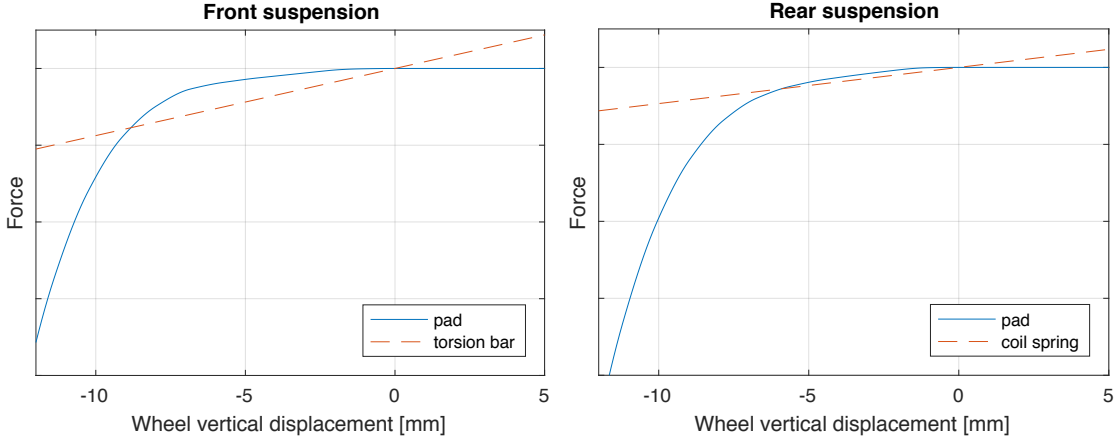 Front suspension
Force
pad
torsion bar
-10
-5
0
5
Wheel vertical displacement [mm]
Rear suspension
Force
pad
coil spring
-10
-5
0
5
Wheel vertical displacement [mm]